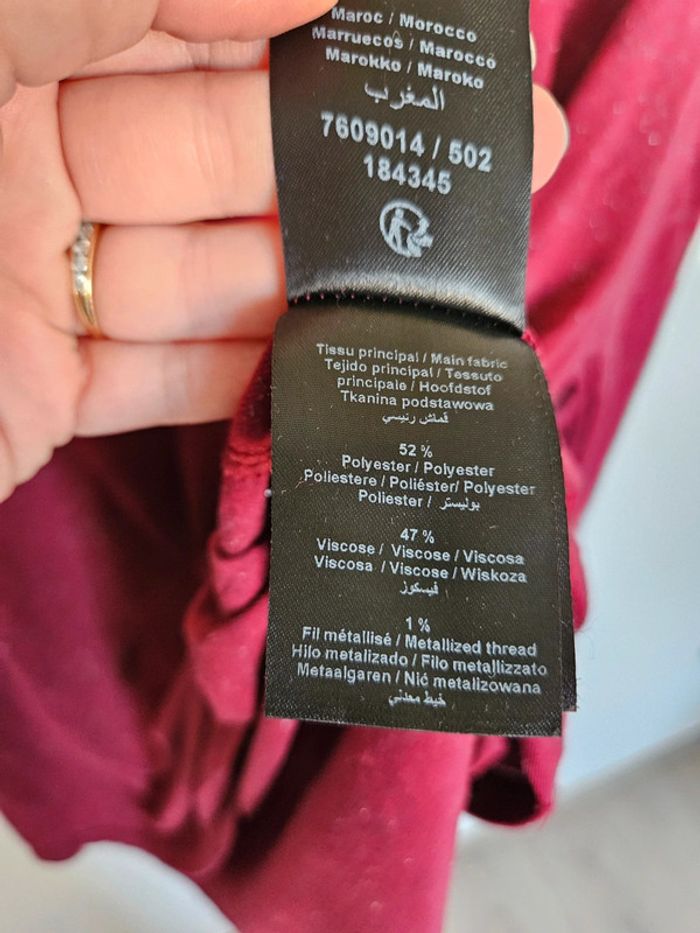 Maroc / Morocco
Marruecos / Marocco
Marokko / Maroko
المغرب
7609014 / 502
184345
Tissu principal / Main fabric
Tejido principal / Tessuto
principale / Hoofdstof
Tkanina podstawowa
قماش رئيسي
52 %
Polyester / Polyester
Poliestere / Poliéster/ Polyester
Poliester / بوليستر
47 %
Viscose / Viscose / Viscosa
Viscosa / Viscose / Wiskoza
فيسكوز
1 %
Fil métallisé / Metallized thread
Hilo metalizado / Filo metallizzato
Metaalgaren / Nić metalizowana
خيط معدني